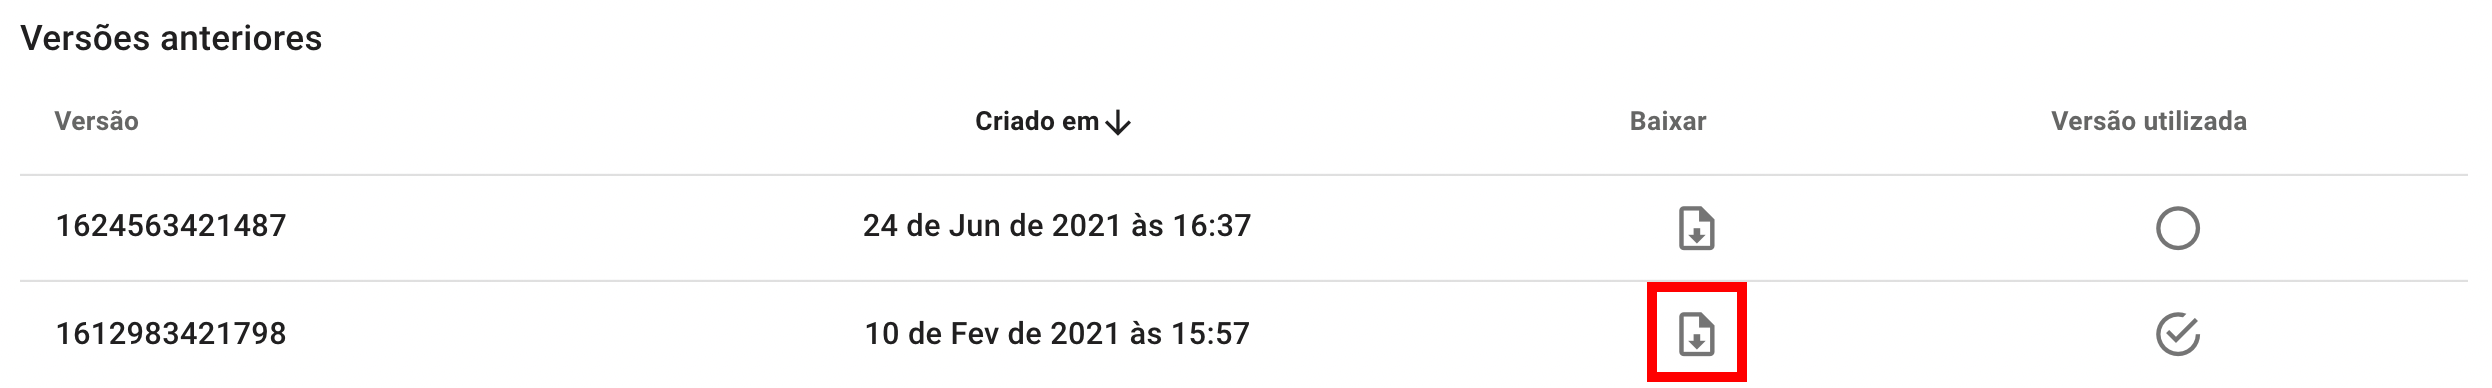 Versões anteriores
Versão Criado em Baixar Versão utilizada
1624563421487 24 de Jun de 2021 às 16:37
1612983421798 10 de Fev de 2021 às 15:57